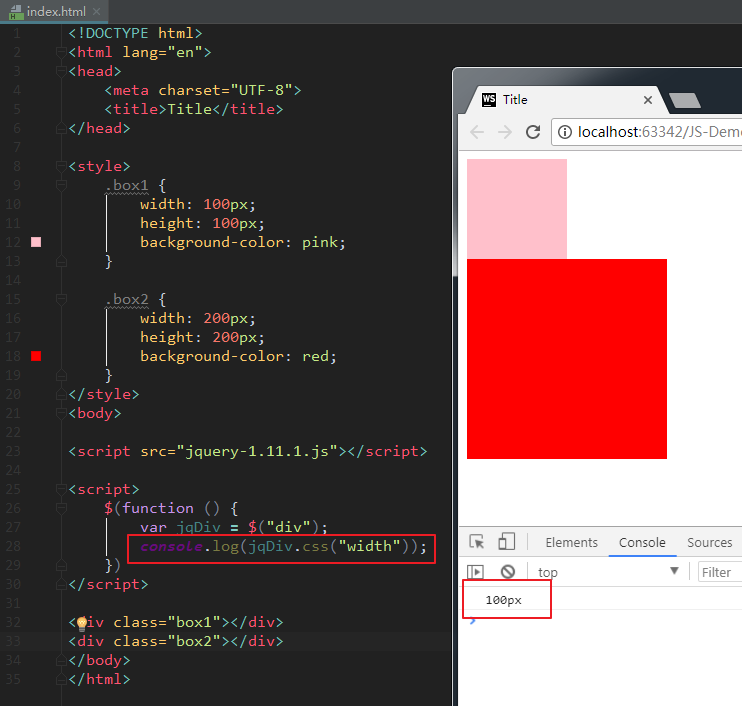 index.html
1 <!DOCTYPE html>
2 <html lang="en">
3 <head>
4 <meta charset="UTF-8">
5 <title>Title</title>
6 </head>
7
8 <style>
9 .box1 {
10 width: 100px;
11 height: 100px;
12 background-color: pink;
13 }
14
15 .box2 {
16 width: 200px;
17 height: 200px;
18 background-color: red;
19 }
20 </style>
21 <body>
22
23 <script src="jquery-1.11.1.js"></script>
24
25 <script>
26 $(function () {
27 var jqDiv = $("div");
28 console.log(jqDiv.css("width"));
29 })
30 </script>
31
32 <div class="box1"></div>
33 <div class="box2"></div>
34 </body>
35 </html>
WS Title
localhost:63342/JS-Demo
Elements Console Sources
top Filter
100px